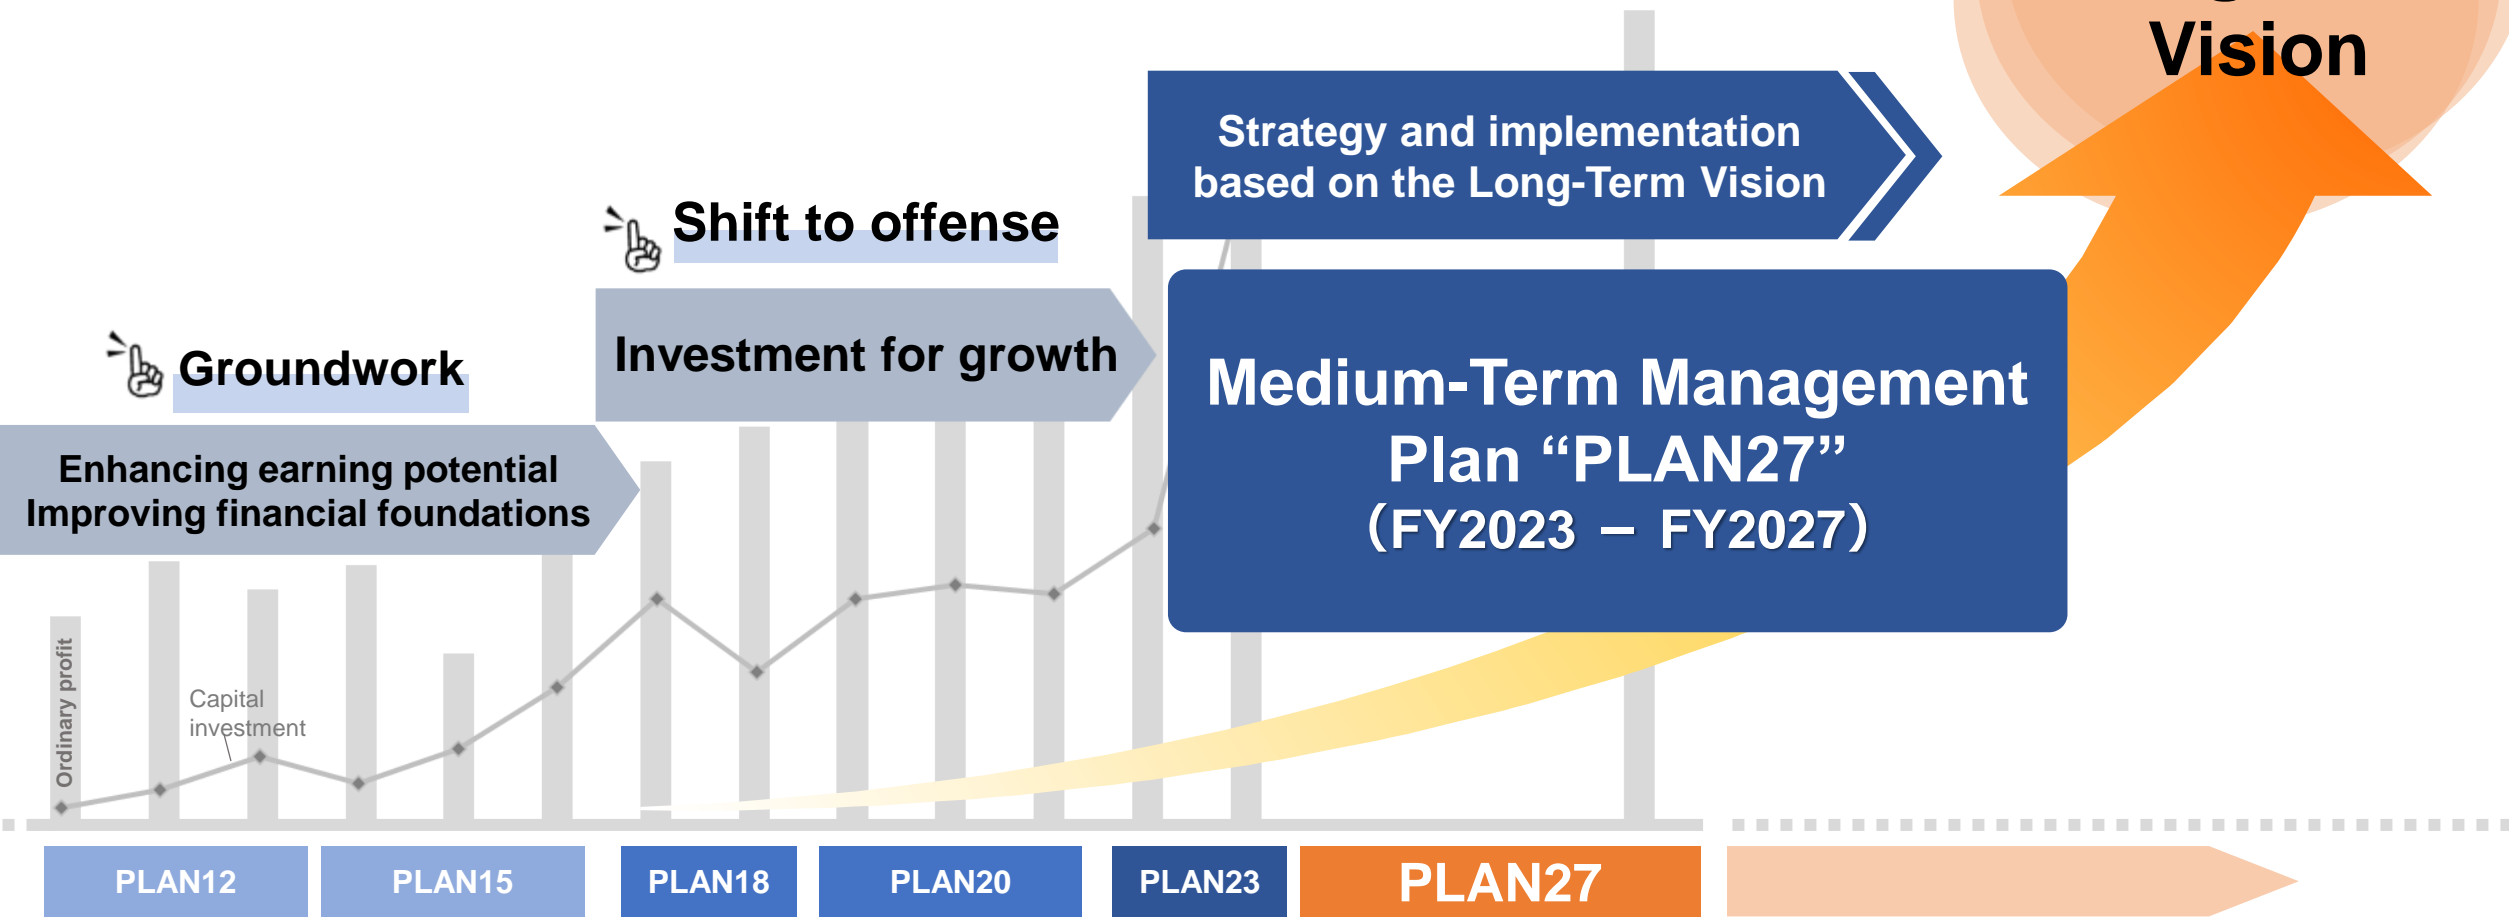 Vision
Strategy and implementation
based on the Long-Term Vision
Shift to offense
Investment for growth
Groundwork
Enhancing earning potential
Improving financial foundations
Medium-Term Management
Plan “PLAN27”
（FY2023 － FY2027）
Ordinary profit
Capital
investment
PLAN12
PLAN15
PLAN18
PLAN20
PLAN23
PLAN27